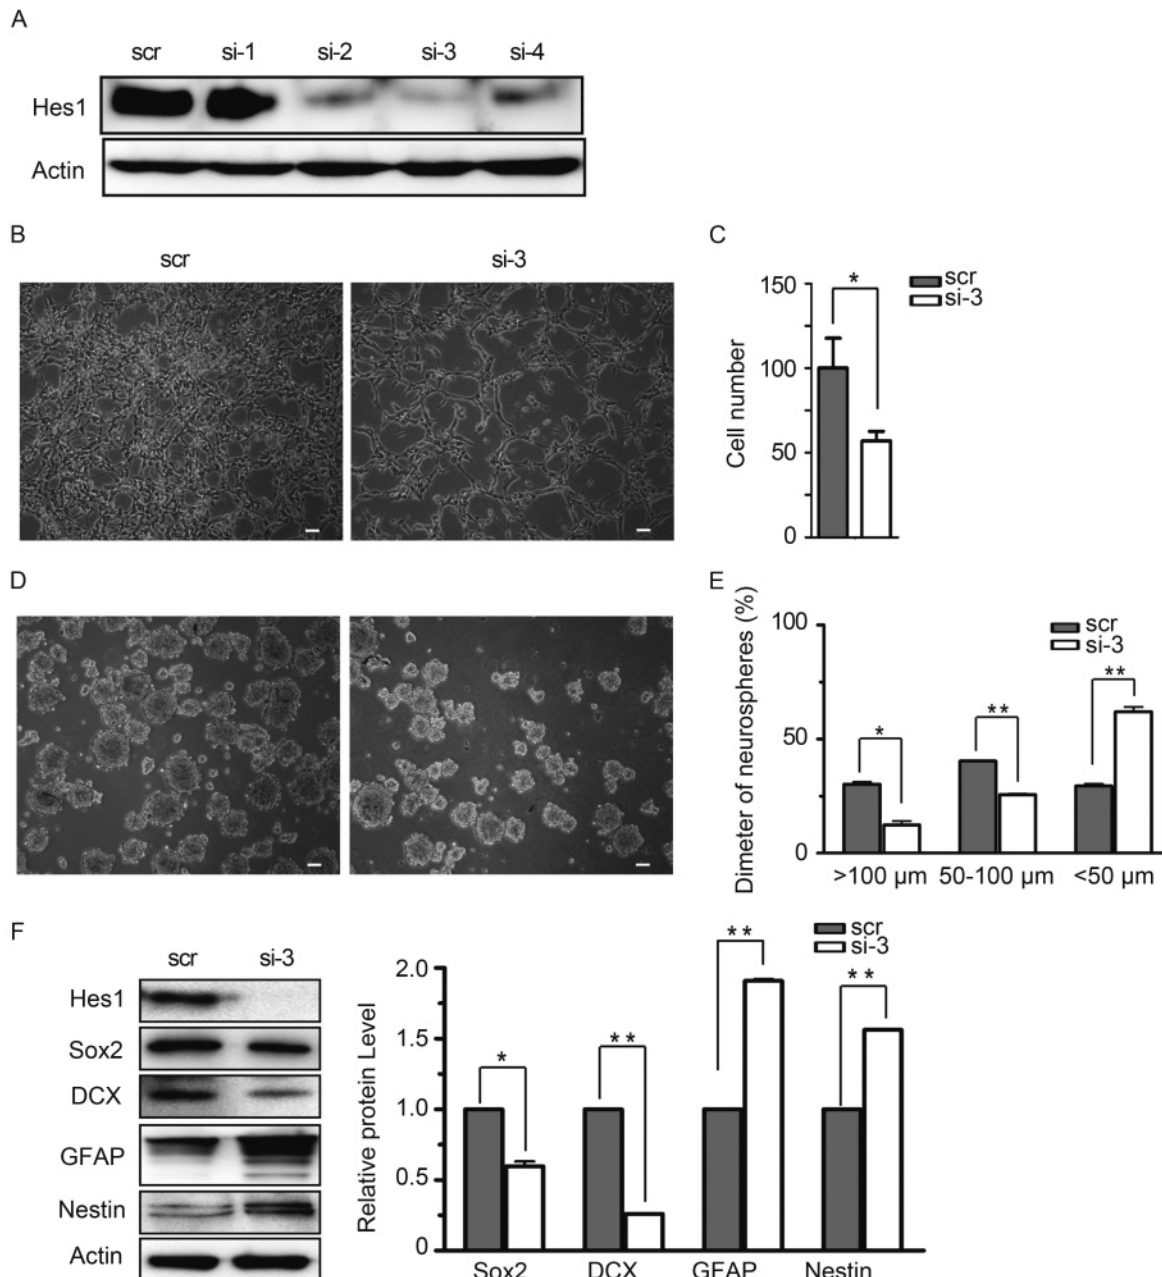 A
scr si-1 si-2 si-3 si-4
Hes1
Actin
B
scr si-3
C
scr
si-3
*
150
100
50
0
Cell number
D
E
scr
si-3
* ** **
100
50
0
Dimeter of neurospheres (%)
>100 μm 50-100 μm <50 μm
F
scr si-3
Hes1
Sox2
DCX
GFAP
Nestin
Actin
scr
si-3
* ** ** **
2.0
1.5
1.0
0.5
0
Relative protein Level
Sox2 DCX GFAP Nestin